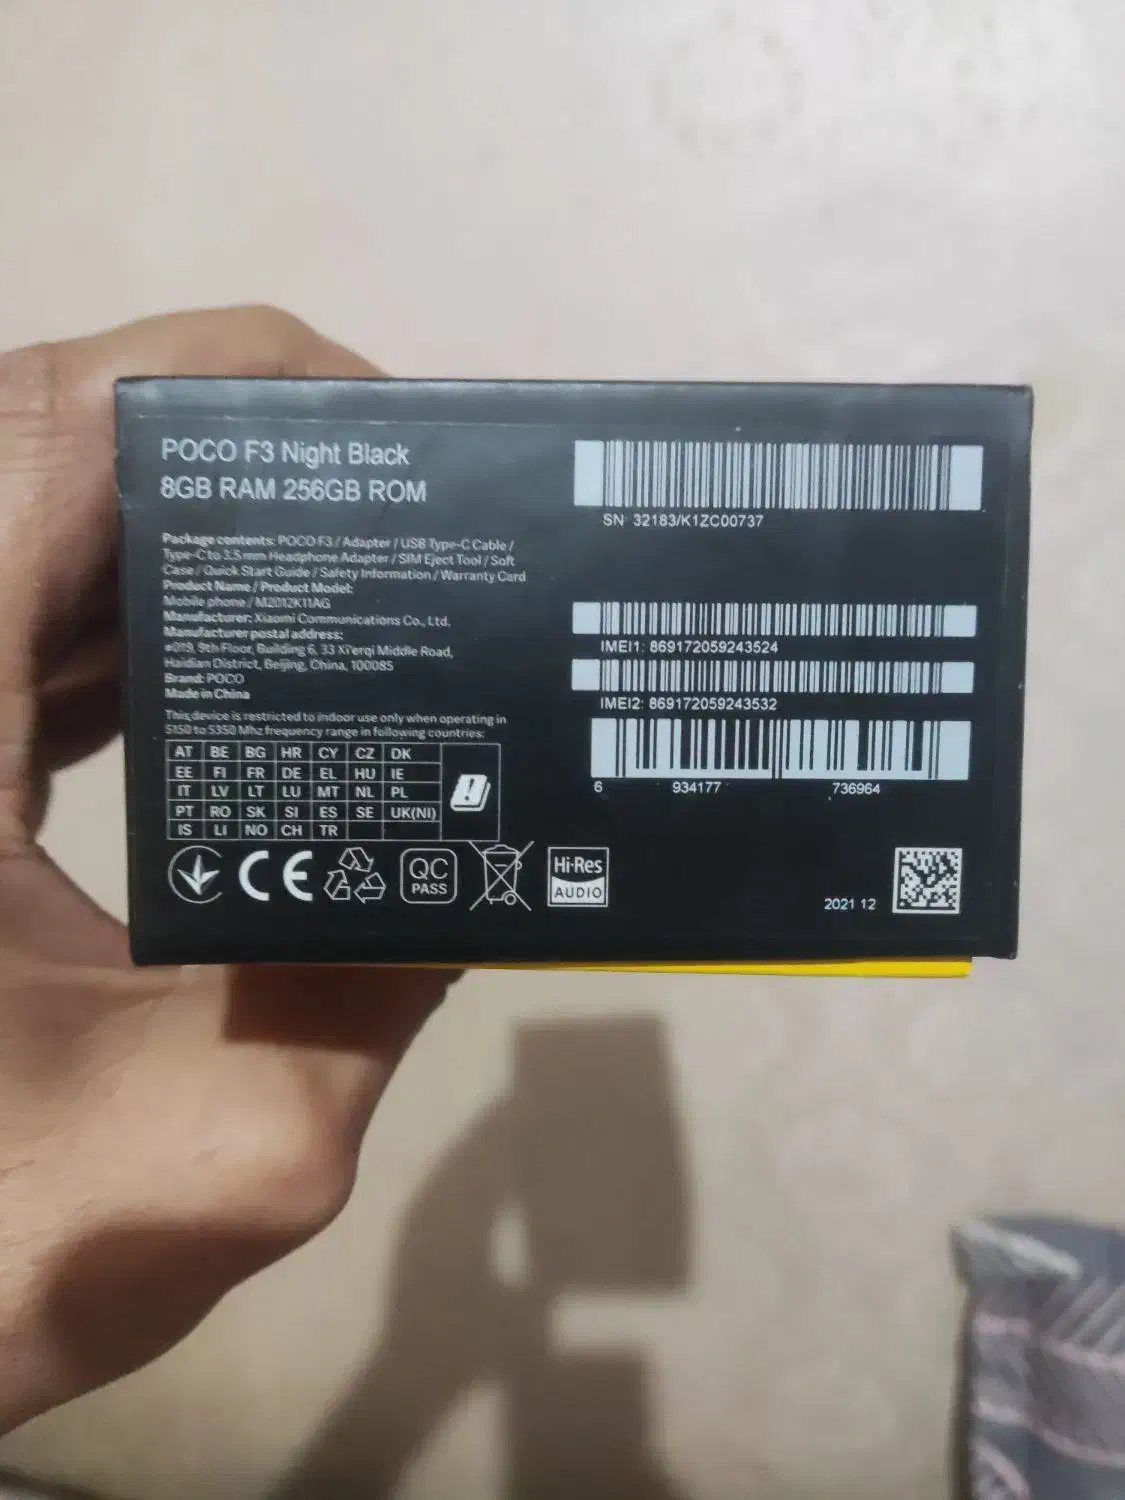 POCO F3 Night Black
8GB RAM 256GB ROM
Package contents: POCO F3 / Adapter / USB Type-C Cable /
Type-C to 3.5 mm Headphone Adapter / SIM Eject Tool / Soft
Case / Quick Start Guide / Safety Information / Warranty Card
Product Name / Product Model:
Mobile phone / M2012K11AG
Manufacturer: Xiaomi Communications Co., Ltd.
Manufacturer postal address:
#019, 9th Floor, Building 6, 33 Xi'erqi Middle Road,
Haidian District, Beijing, China, 100085
Brand: POCO
Made in China
This device is restricted to indoor use only when operating in
5150 to 5350 Mhz frequency range in following countries:
AT BE BG HR CY CZ DK
EE FI FR DE EL HU IE
IT LV LT LU MT NL PL
PT RO SK SI ES SE UK(NI)
IS LI NO CH TR
CE
QC
PASS
Hi-Res
AUDIO
SN: 32183/K1ZC00737
IMEI1: 869172059243524
IMEI2: 869172059243532
6 934177 736964
2021 12